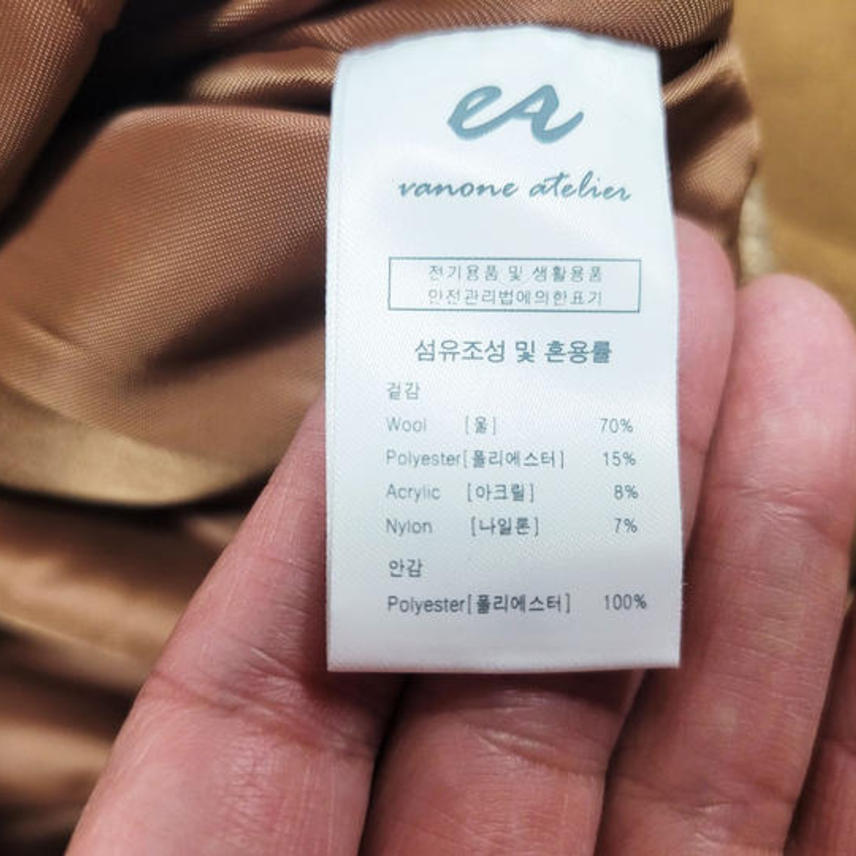 eA
vanone atelier
전기용품 및 생활용품
안전관리법에의한표기
섬유조성 및 혼용률
겉감
Wool [울] 70%
Polyester[폴리에스터] 15%
Acrylic [아크릴] 8%
Nylon [나일론] 7%
안감
Polyester[폴리에스터] 100%